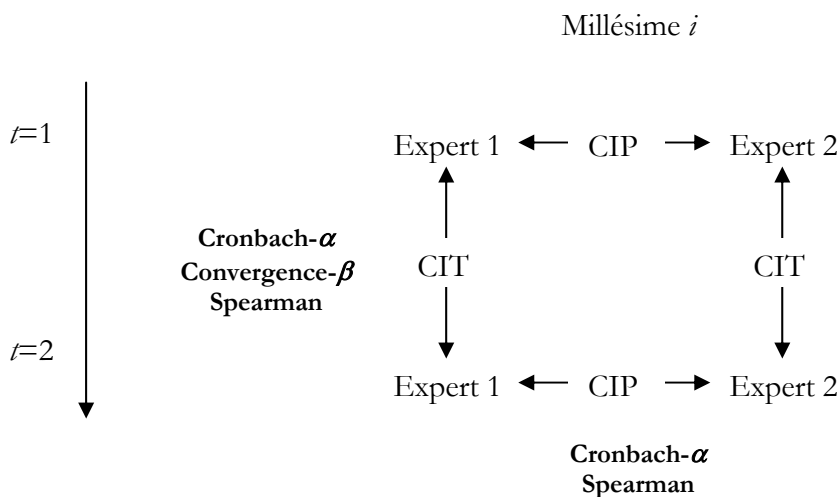 Millésime i
t=1
Expert 1 CIP Expert 2
Cronbach-α
Convergence-β
Spearman
CIT CIT
t=2
Expert 1 CIP Expert 2
Cronbach-α
Spearman